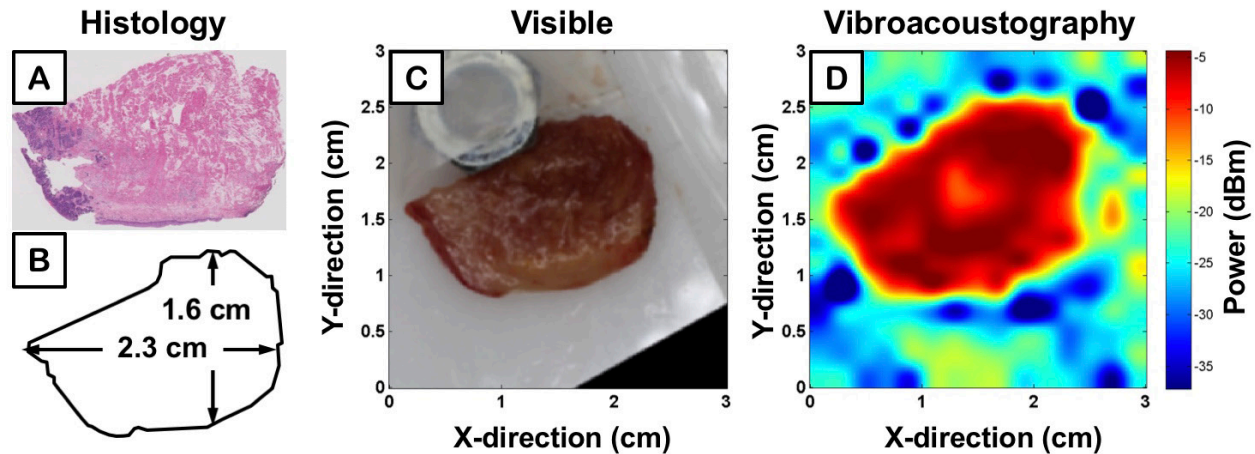 Histology
A
B
1.6 cm
2.3 cm
Visible
C
3
2.5
2
1.5
1
0.5
0
0 1 2 3
Y-direction (cm)
X-direction (cm)
Vibroacoustography
D
3
2.5
2
1.5
1
0.5
0
0 1 2 3
Y-direction (cm)
X-direction (cm)
-5
-10
-15
-20
-25
-30
-35
Power (dBm)